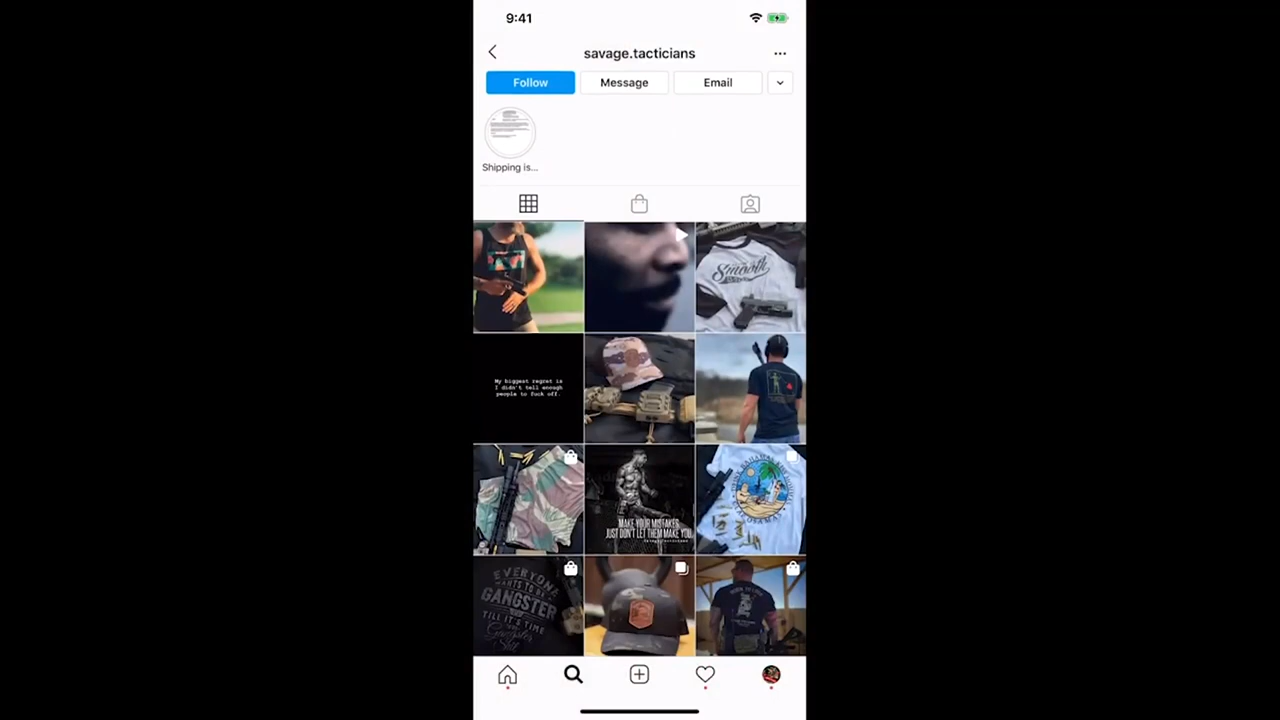 9:41
savage.tacticians
Follow
Message
Email
Shipping is...
Smooth
My biggest regret is
I didn't tell enough
people to fuck off.
MAKE YOUR MISTAKES
JUST DON'T LET THEM MAKE YOU.
EVERYONE
WANTS TO BE
GANGSTER
TILL IT'S TIME
Gangster